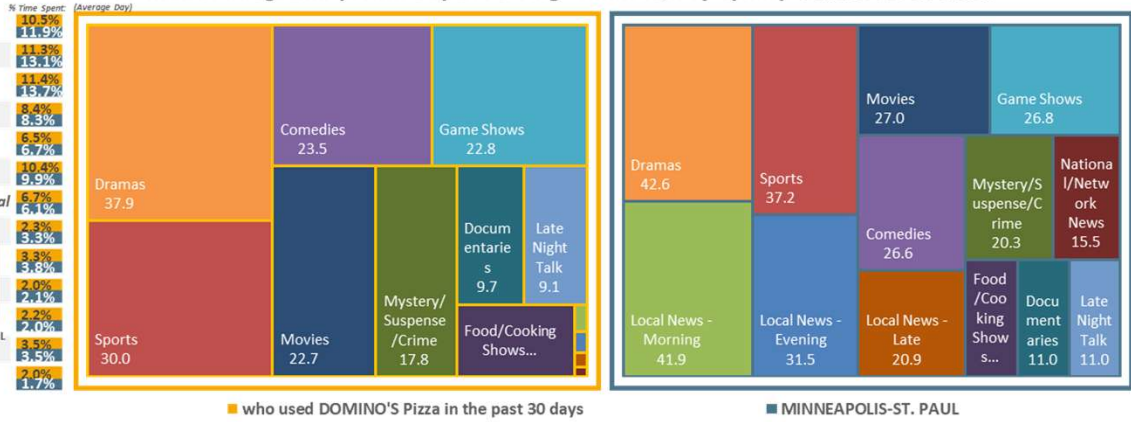 % Time Spent: (Average Day)
10.5%
11.9%
11.3%
13.1%
11.4%
13.7%
8.4%
8.3%
6.5%
6.7%
10.4%
9.9%
6.7%
6.1%
2.3%
3.3%
3.3%
3.8%
2.0%
2.1%
2.2%
2.0%
3.5%
3.5%
2.0%
1.7%
al
L
Dramas
37.9
Sports
30.0
Comedies
23.5
Game Shows
22.8
Movies
22.7
Mystery/
Suspense
/Crime
17.8
Docum
entarie
s
9.7
Late
Night
Talk
9.1
Food/Cooking
Shows...
Dramas
42.6
Local News -
Morning
41.9
Sports
37.2
Local News -
Evening
31.5
Movies
27.0
Game Shows
26.8
Comedies
26.6
Local News -
Late
20.9
Mystery/S
uspense/C
rime
20.3
Nationa
l/Netw
ork
News
15.5
Food
/Coo
king
Show
s...
Docu
ment
aries
11.0
Late
Night
Talk
11.0
who used DOMINO'S Pizza in the past 30 days
MINNEAPOLIS-ST. PAUL